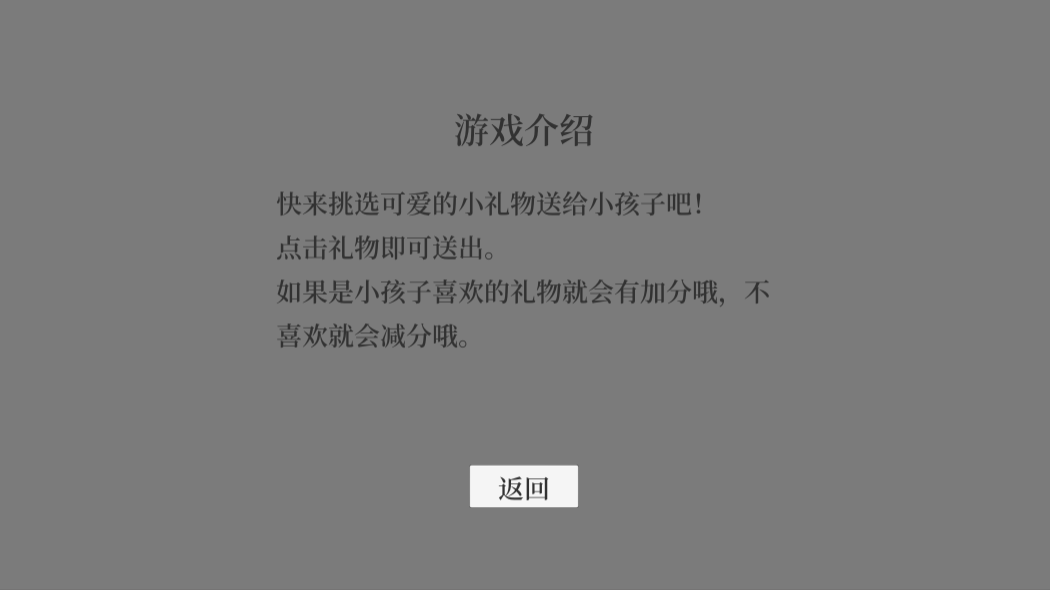 游戏介绍
快来挑选可爱的小礼物送给小孩子吧！
点击礼物即可送出。
如果是小孩子喜欢的礼物就会有加分哦，不
喜欢就会减分哦。
返回